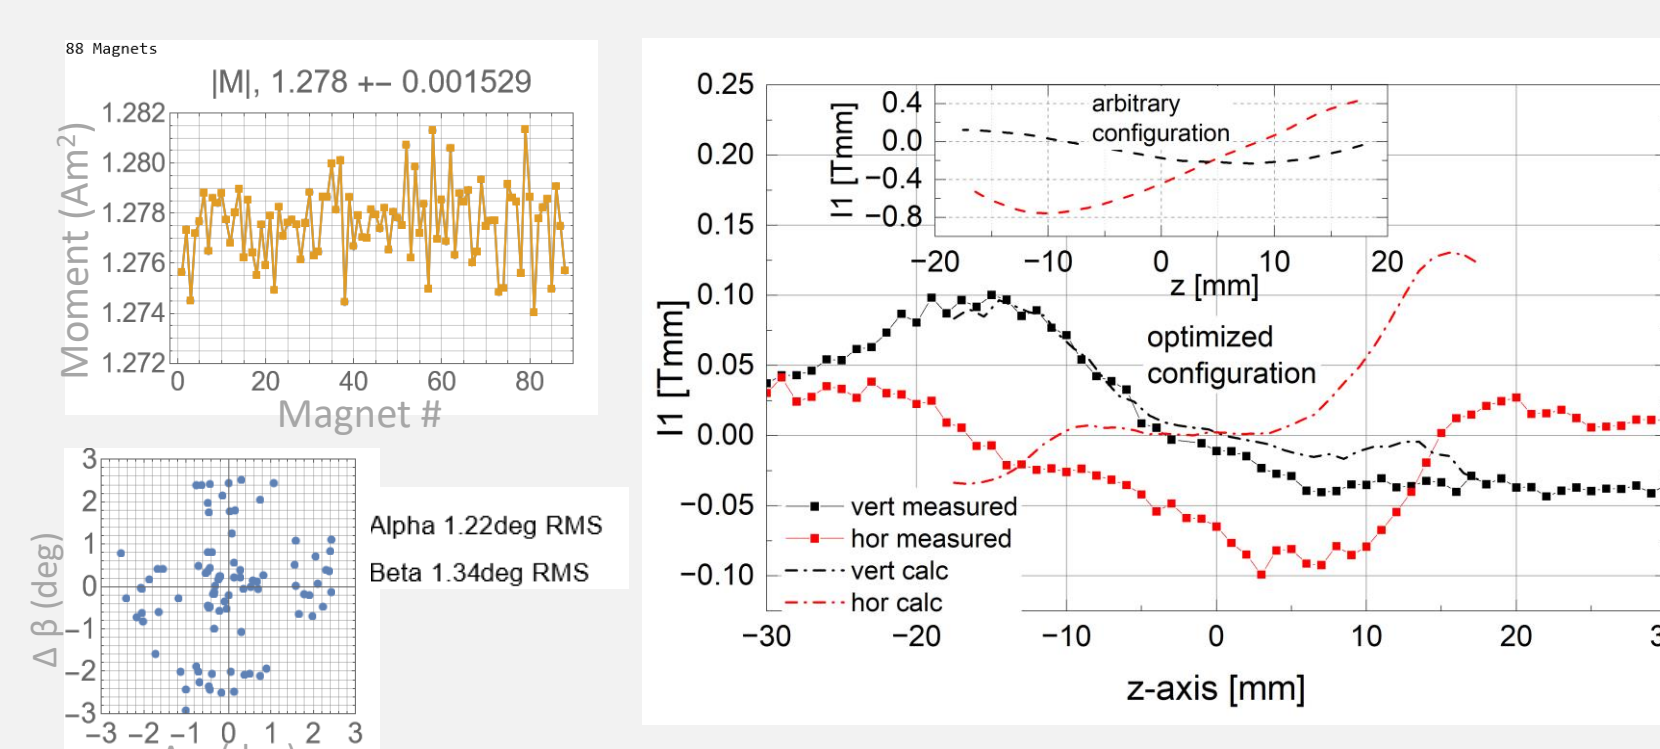 88 Magnets
|M|, 1.278 +− 0.001529
Moment (Am²)
1.282
1.280
1.278
1.276
1.274
1.272
0 20 40 60 80
Magnet #
3
2
1
0
−1
−2
−3
Δ β (deg)
−3 −2 −1 0 1 2 3
Alpha 1.22deg RMS
Beta 1.34deg RMS
I1 [Tmm]
0.25
0.20
0.15
0.10
0.05
0.00
−0.05
−0.10
I1 [Tmm]
0.4
0.0
−0.4
−0.8
arbitrary
configuration
−20 −10 0 10 20
z [mm]
optimized
configuration
vert measured
hor measured
vert calc
hor calc
−30 −20 −10 0 10 20
z-axis [mm]